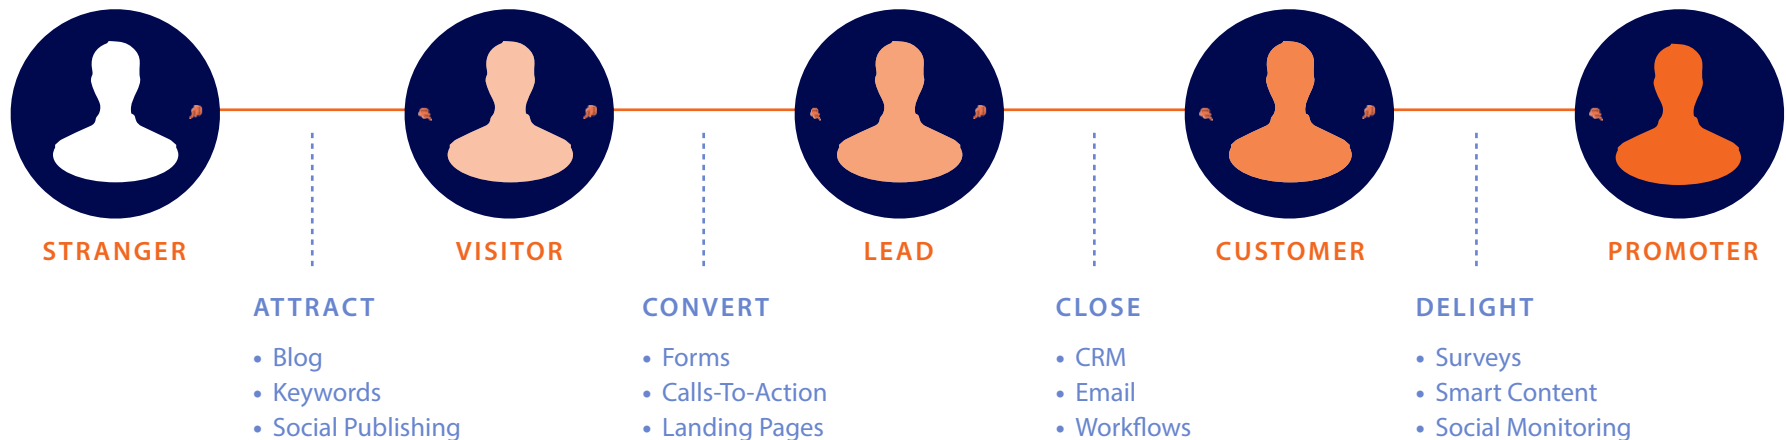 STRANGER
VISITOR
LEAD
CUSTOMER
PROMOTER
ATTRACT
• Blog
• Keywords
• Social Publishing
CONVERT
• Forms
• Calls-To-Action
• Landing Pages
CLOSE
• CRM
• Email
• Workflows
DELIGHT
• Surveys
• Smart Content
• Social Monitoring